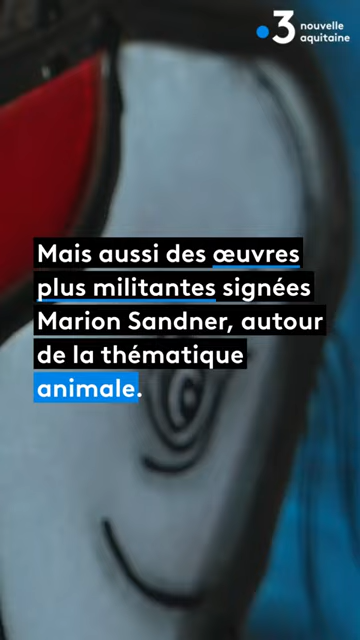 3 nouvelle
aquitaine
Mais aussi des œuvres
plus militantes signées
Marion Sandner, autour
de la thématique
animale.